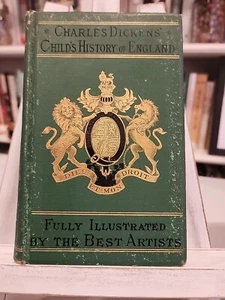 CHARLES DICKENS'
CHILD'S HISTORY OF ENGLAND
DIEU
ET MON
DROIT
FULLY ILLUSTRATED
BY THE BEST ARTISTS